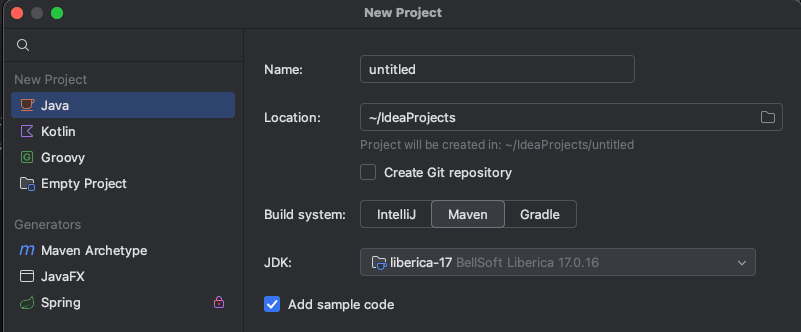 New Project
New Project
Java
Kotlin
Groovy
Empty Project
Generators
Maven Archetype
JavaFX
Spring
Name: untitled
Location: ~/IdeaProjects
Project will be created in: ~/IdeaProjects/untitled
Create Git repository
Build system: IntelliJ Maven Gradle
JDK: liberica-17 BellSoft Liberica 17.0.16
Add sample code